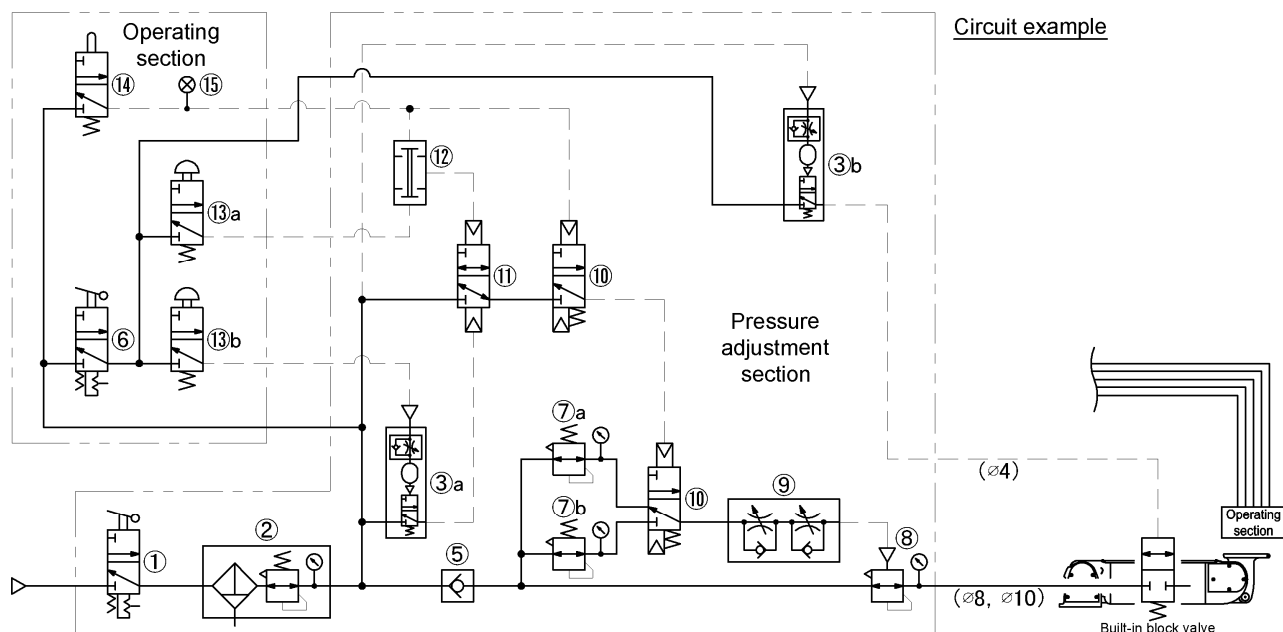 Circuit example
Operating
section
⑭
⑮
⑬a
⑥
⑬b
⑫
⑪
⑩
③b
Pressure
adjustment
section
③a
⑦a
⑦b
⑩
⑨
⑧
①
②
⑤
(⌀4)
(⌀8, ⌀10)
Operating
section
Built-in block valve